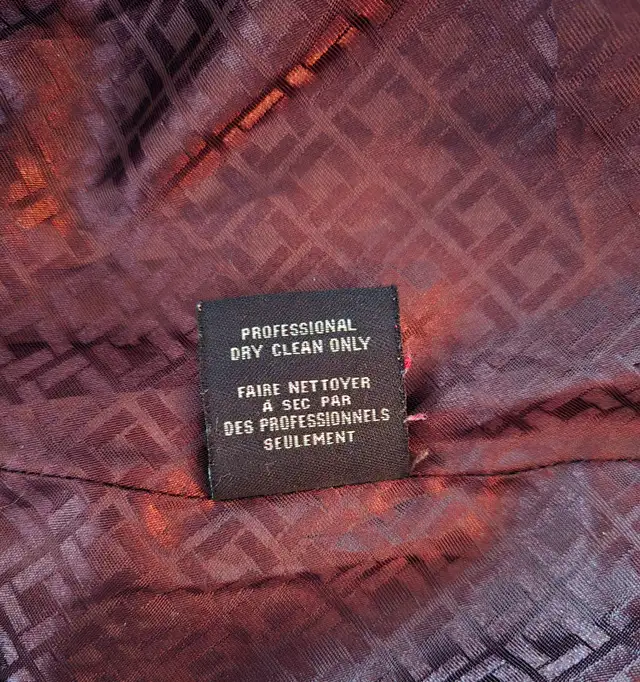 PROFESSIONAL
DRY CLEAN ONLY
FAIRE NETTOYER
À SEC PAR
DES PROFESSIONNELS
SEULEMENT